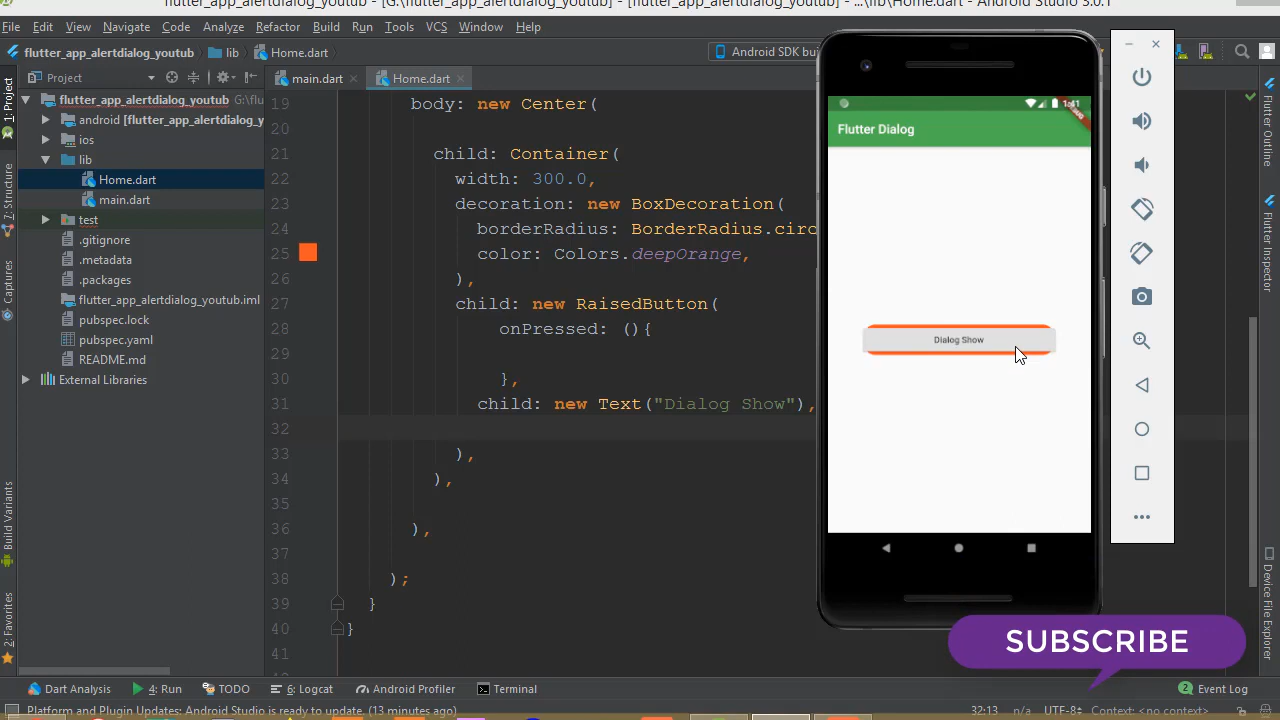 flutter_app_alertdialog_youtub - [G:\flutter_app_alertdialog_youtub] - [flutter_app_alertdialog_youtub] - ...\lib\Home.dart - Android Studio 3.0.1
File Edit View Navigate Code Analyze Refactor Build Run Tools VCS Window Help
flutter_app_alertdialog_youtub lib Home.dart
Android SDK bui
Project
main.dart Home.dart
flutter_app_alertdialog_youtub G:\flu
android [flutter_app_alertdialog_y
ios
lib
Home.dart
main.dart
test
.gitignore
.metadata
.packages
flutter_app_alertdialog_youtub.iml
pubspec.lock
pubspec.yaml
README.md
External Libraries
1: Project
7: Structure
Captures
Build Variants
2: Favorites
19 body: new Center(
20
21 child: Container(
22 width: 300.0,
23 decoration: new BoxDecoration(
24 borderRadius: BorderRadius.circ
25 color: Colors.deepOrange,
26 ),
27 child: new RaisedButton(
28 onPressed: (){
29
30 },
31 child: new Text("Dialog Show"),
32
33 ),
34 ),
35
36 ),
37
38 );
39 }
40 }
41
1:41
Flutter Dialog
Dialog Show
SUBSCRIBE
Flutter Outline
Flutter Inspector
Device File Explorer
Dart Analysis 4: Run TODO 6: Logcat Android Profiler Terminal 2 Event Log
Platform and Plugin Updates: Android Studio is ready to update. (13 minutes ago) 32:13 n/a UTF-8 Context: <no context>